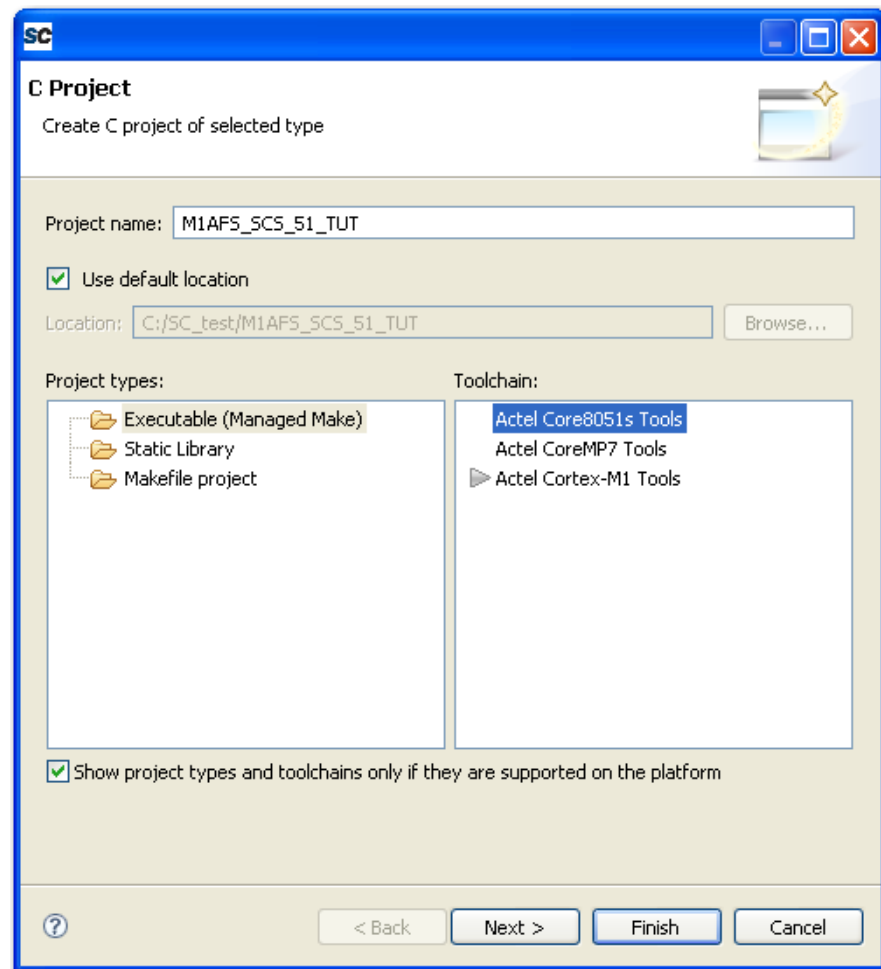 SC
C Project
Create C project of selected type
Project name: M1AFS_SCS_51_TUT
Use default location
Location: C:/SC_test/M1AFS_SCS_51_TUT Browse...
Project types:
Executable (Managed Make)
Static Library
Makefile project
Toolchain:
Actel Core8051s Tools
Actel CoreMP7 Tools
Actel Cortex-M1 Tools
Show project types and toolchains only if they are supported on the platform
? < Back Next > Finish Cancel